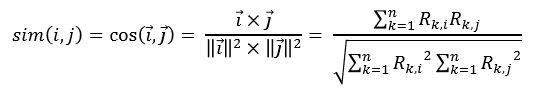 sim(i, j) = cos(i⃗, j⃗) = (i⃗ × j⃗) / (‖i⃗‖² × ‖j⃗‖²) = (∑ₖ₌₁ⁿ Rₖ,ᵢRₖ,ⱼ) / √(∑ₖ₌₁ⁿ Rₖ,ᵢ² ∑ₖ₌₁ⁿ Rₖ,ⱼ²)